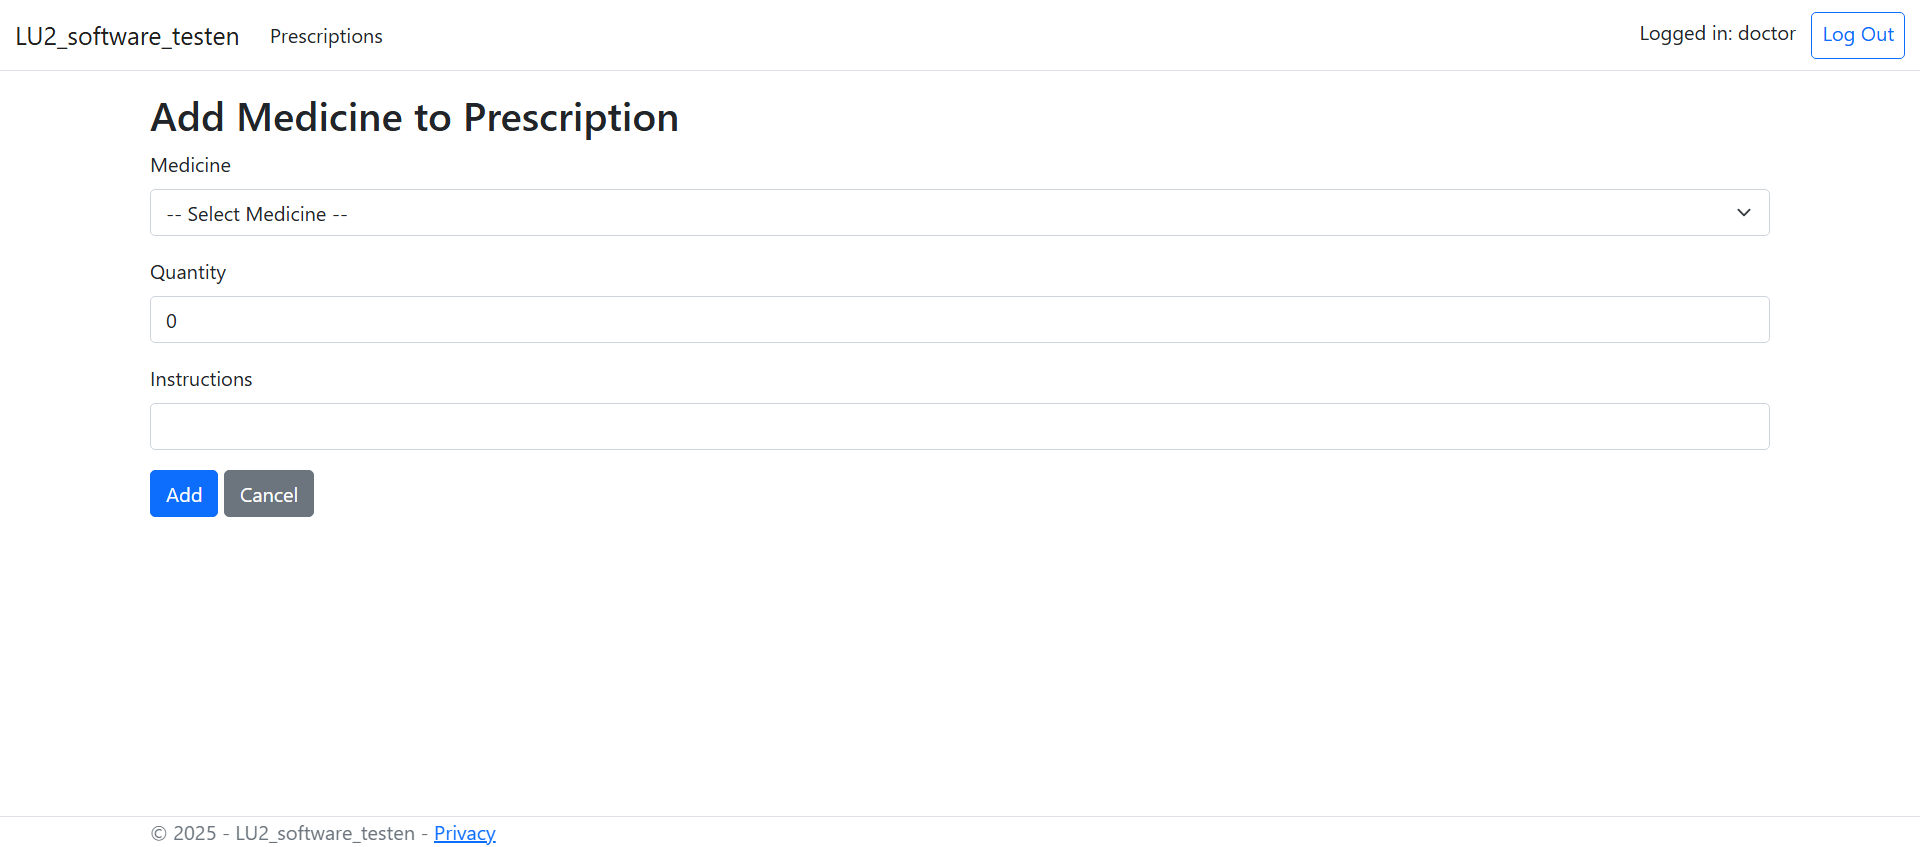 LU2_software_testen Prescriptions Logged in: doctor Log Out
Add Medicine to Prescription
Medicine
-- Select Medicine --
Quantity
0
Instructions
Add Cancel
© 2025 - LU2_software_testen - Privacy